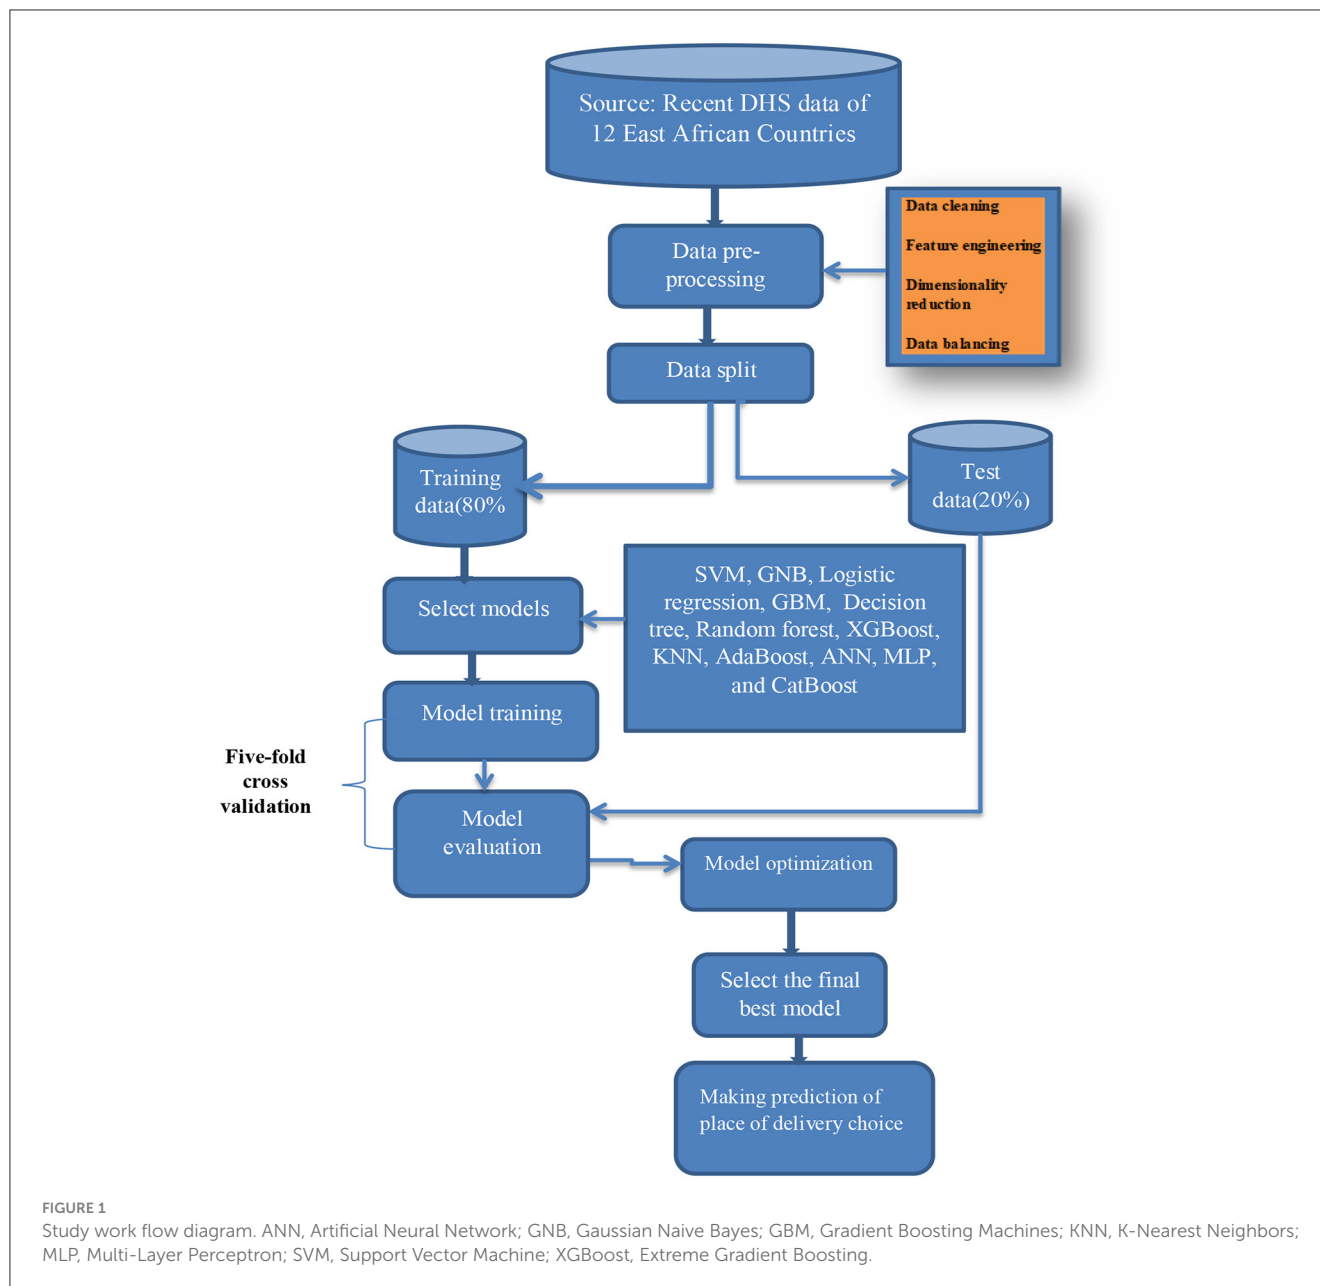 Source: Recent DHS data of
12 East African Countries
Data pre-
processing
Data cleaning
Feature engineering
Dimensionality
reduction
Data balancing
Data split
Training
data(80%
Test
data(20%)
Select models
SVM, GNB, Logistic
regression, GBM, Decision
tree, Random forest, XGBoost,
KNN, AdaBoost, ANN, MLP,
and CatBoost
Model training
Five-fold
cross
validation
Model
evaluation
Model optimization
Select the final
best model
Making prediction of
place of delivery choice
FIGURE 1
Study work flow diagram. ANN, Artificial Neural Network; GNB, Gaussian Naive Bayes; GBM, Gradient Boosting Machines; KNN, K-Nearest Neighbors;
MLP, Multi-Layer Perceptron; SVM, Support Vector Machine; XGBoost, Extreme Gradient Boosting.